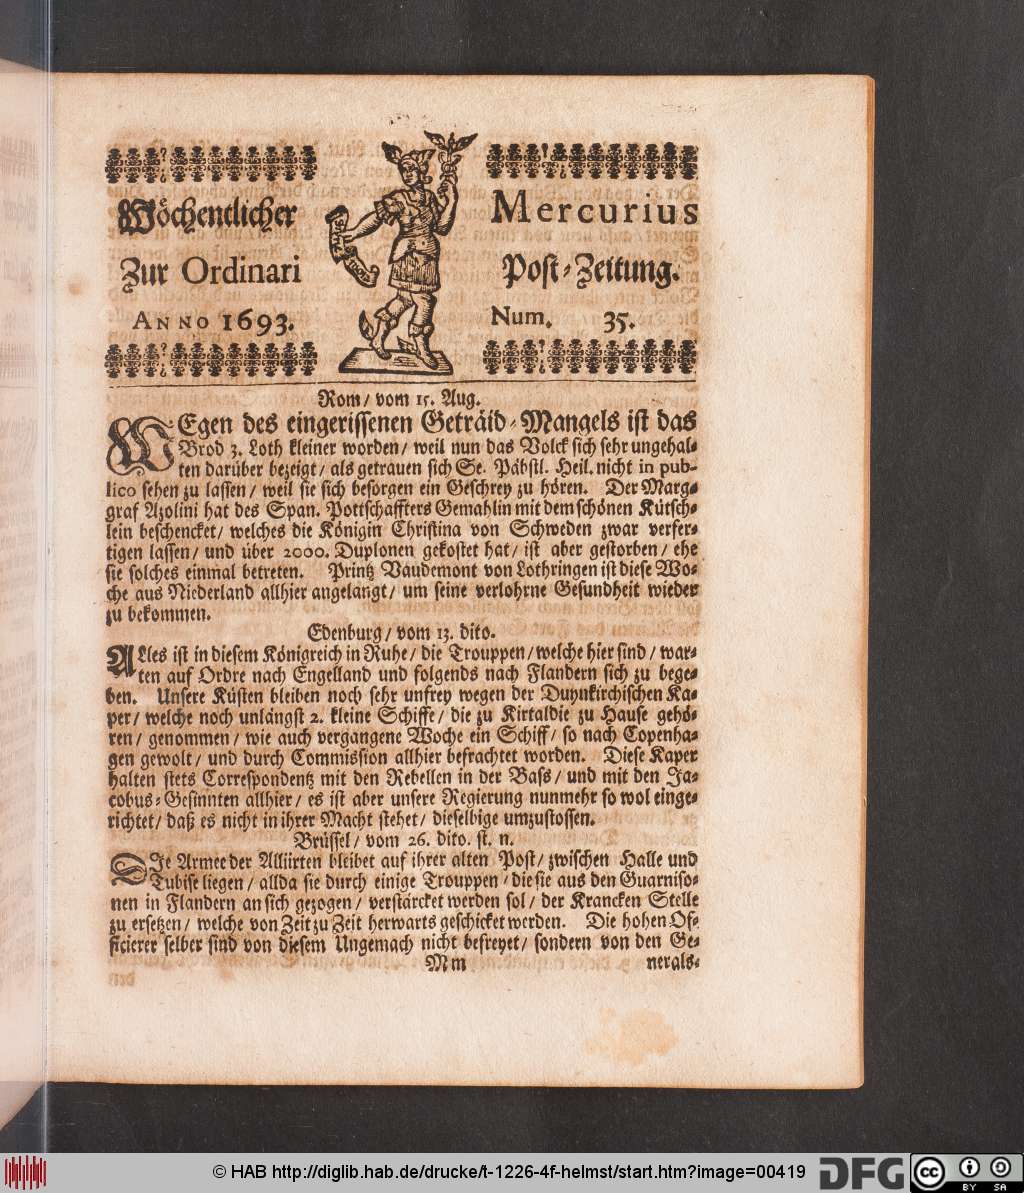 Wöchentlicher Mercurius
Zur Ordinari Post-Zeitung.
ANNO 1693. Num. 35.
Rom/ vom 15. Aug.
WEgen des eingerissenen Geträid-Mangels ist das
Brod 3. Loth kleiner worden/ weil nun das Volck sich sehr ungehal-
ten darüber bezeigt/ als getrauen sich Se. Päbstl. Heil. nicht in pub-
lico sehen zu lassen/ weil sie sich besorgen ein Geschrey zu hören. Der Marg-
graf Azolini hat des Span. Pottschaffters Gemahlin mit dem schönen Kütsch-
lein beschencket/ welches die Königin Christina von Schweden zwar verfer-
tigen lassen/ und über 2000. Duplonen gekostet hat/ ist aber gestorben/ ehe
sie solches einmal betreten. Printz Vaudemont von Lothringen ist diese Wo-
che aus Niederland allhier angelangt/ um seine verlohrne Gesundheit wieder
zu bekommen.
Edenburg/ vom 13. dito.
ALles ist in diesem Königreich in Ruhe/ die Trouppen/ welche hier sind/ war-
ten auf Ordre nach Engelland und folgends nach Flandern sich zu bege-
ben. Unsere Küsten bleiben noch sehr unfrey wegen der Duynkirchischen Ka-
per/ welche noch unlängst 2. kleine Schiffe/ die zu Kirtaldie zu Hause gehö-
ren/ genommen/ wie auch vergangene Woche ein Schiff/ so nach Copenha-
gen gewolt/ und durch Commission allhier befrachtet worden. Diese Kaper
halten stets Correspondentz mit den Rebellen in der Bass/ und mit den Ja-
cobus-Gesinnten allhier/ es ist aber unsere Regierung nunmehr so wol einge-
richtet/ daß es nicht in ihrer Macht stehet/ dieselbige umzustossen.
Brüssel/ vom 26. dito. st. n.
DIe Armee der Alliirten bleibet auf ihrer alten Post/ zwischen Halle und
Tubise liegen/ allda sie durch einige Trouppen/ die sie aus den Guarniso-
nen in Flandern an sich gezogen/ verstärcket werden sol/ der Krancken Stelle
zu ersetzen/ welche von Zeit zu Zeit herwarts geschicket werden. Die hohen Of-
ficierer selber sind von diesem Ungemach nicht befreyet/ sondern von den Ge-
Mm nerals-
© HAB http://diglib.hab.de/drucke/t-1226-4f-helmst/start.htm?image=00419 DFG cc BY SA